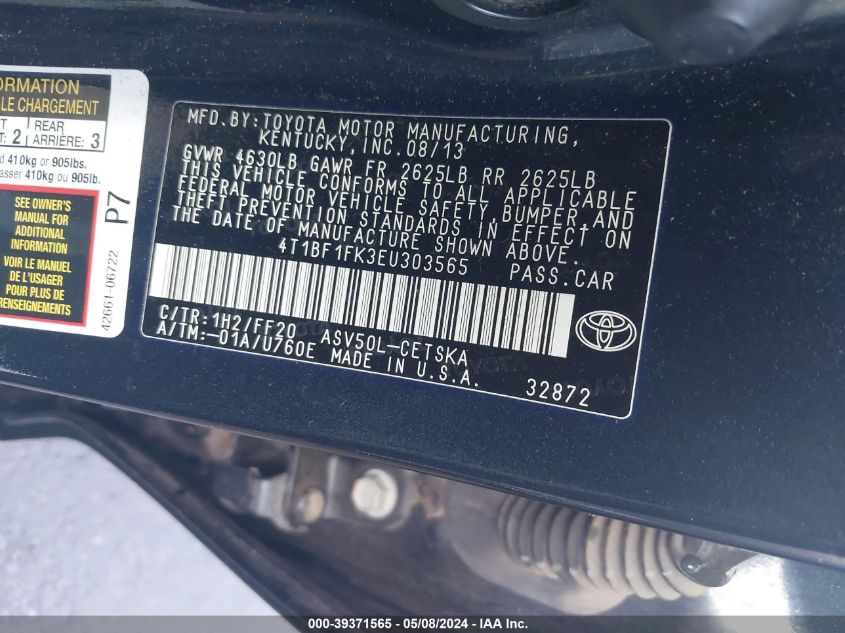 ORMATION
LE CHARGEMENT
T
: 2
REAR
ARRIÈRE: 3
d 410kg or 905lbs.
asser 410 kg ou 905lb.
SEE OWNER'S
MANUAL FOR
ADDITIONAL
INFORMATION
VOIR LE MANUEL
DE L'USAGER
POUR PLUS DE
RENSEIGNEMENTS
P7
42661-06722
MFD.BY:TOYOTA MOTOR MANUFACTURING,
KENTUCKY, INC.08/13
GVWR 4630LB GAWR FR 2625LB RR 2625LB
THIS VEHICLE CONFORMS TO ALL APPLICABLE
FEDERAL MOTOR VEHICLE SAFETY,BUMPER,AND
THEFT PREVENTION STANDARDS IN EFFECT ON
THE DATE OF MANUFACTURE SHOWN ABOVE.
4T1BF1FK3EU303565 PASS.CAR
C/TR:1H2/FF20 ASV50L-CETSKA
A/TM:-01A/U760E MADE IN U.S.A.
32872
000-39371565 - 05/08/2024 - IAA Inc.